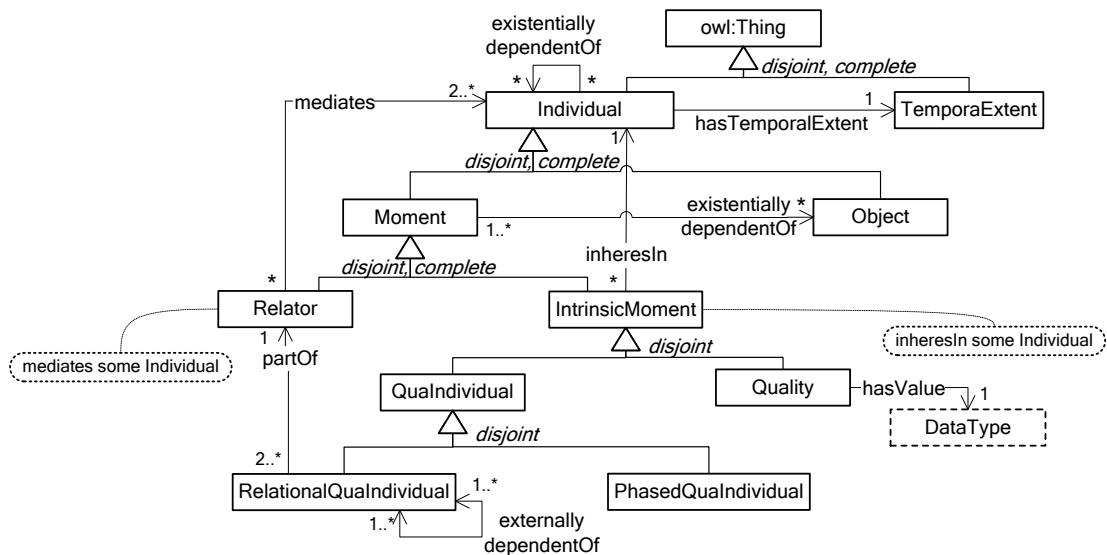 owl:Thing
existentially
dependentOf
disjoint, complete
*
*
mediates
2..*
Individual
1
TemporaExtent
hasTemporalExtent
1
disjoint, complete
Moment
existentially
*
Object
1..*
dependentOf
inheresIn
disjoint, complete
*
*
Relator
IntrinsicMoment
1
partOf
mediates some Individual
disjoint
inheresIn some Individual
QuaIndividual
Quality
hasValue
1
DataType
disjoint
2..*
RelationalQuaIndividual
1..*
PhasedQuaIndividual
1..*
externally
dependentOf